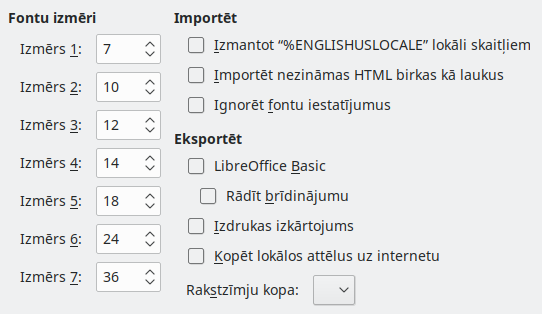 Fontu izmēri
Izmērs 1: 7
Izmērs 2: 10
Izmērs 3: 12
Izmērs 4: 14
Izmērs 5: 18
Izmērs 6: 24
Izmērs 7: 36
Importēt
Izmantot “%ENGLISHUSLOCALE” lokāli skaitļiem
Importēt nezināmas HTML birkas kā laukus
Ignorēt fontu iestatījumus
Eksportēt
LibreOffice Basic
Rādīt brīdinājumu
Izdrukas izkārtojums
Kopēt lokālos attēlus uz internetu
Rakstzīmju kopa: